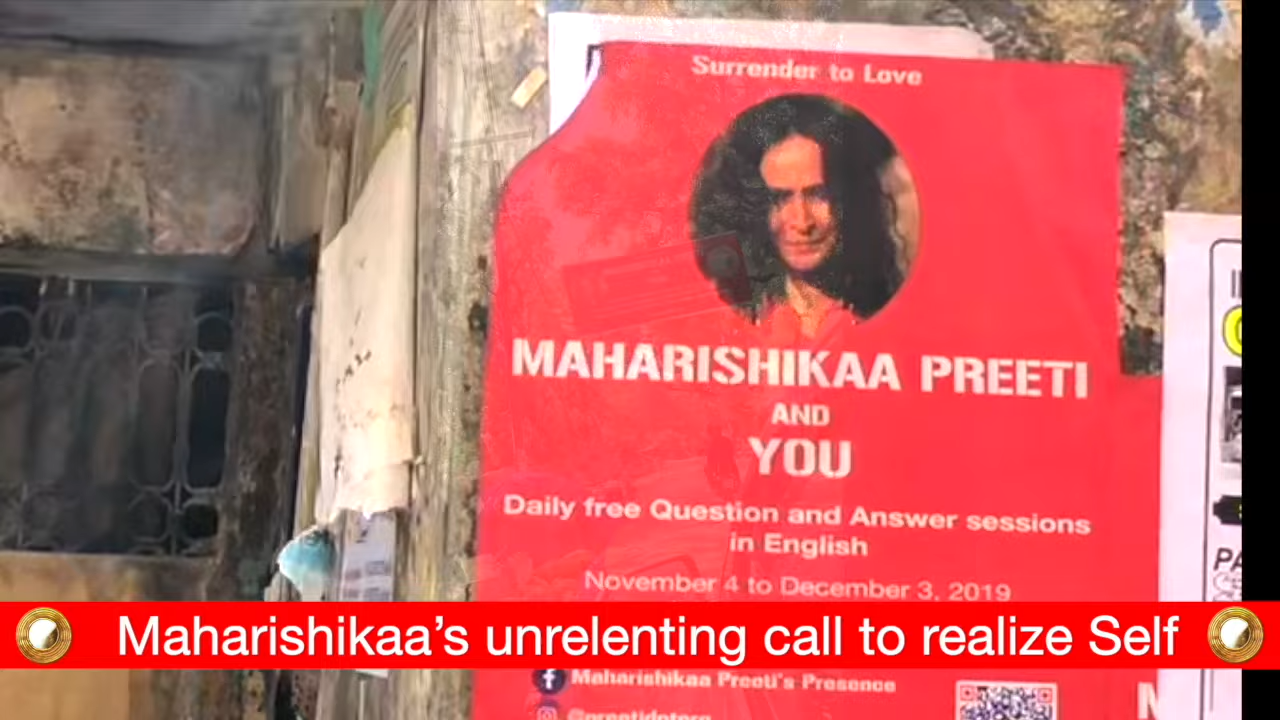 Surrender to Love
MAHARISHIKAA PREETI
AND
YOU
Daily free Question and Answer sessions
in English
November 4 to December 3, 2019
Maharishikaa's unrelenting call to realize Self
Maharishikaa Preeti's Presence